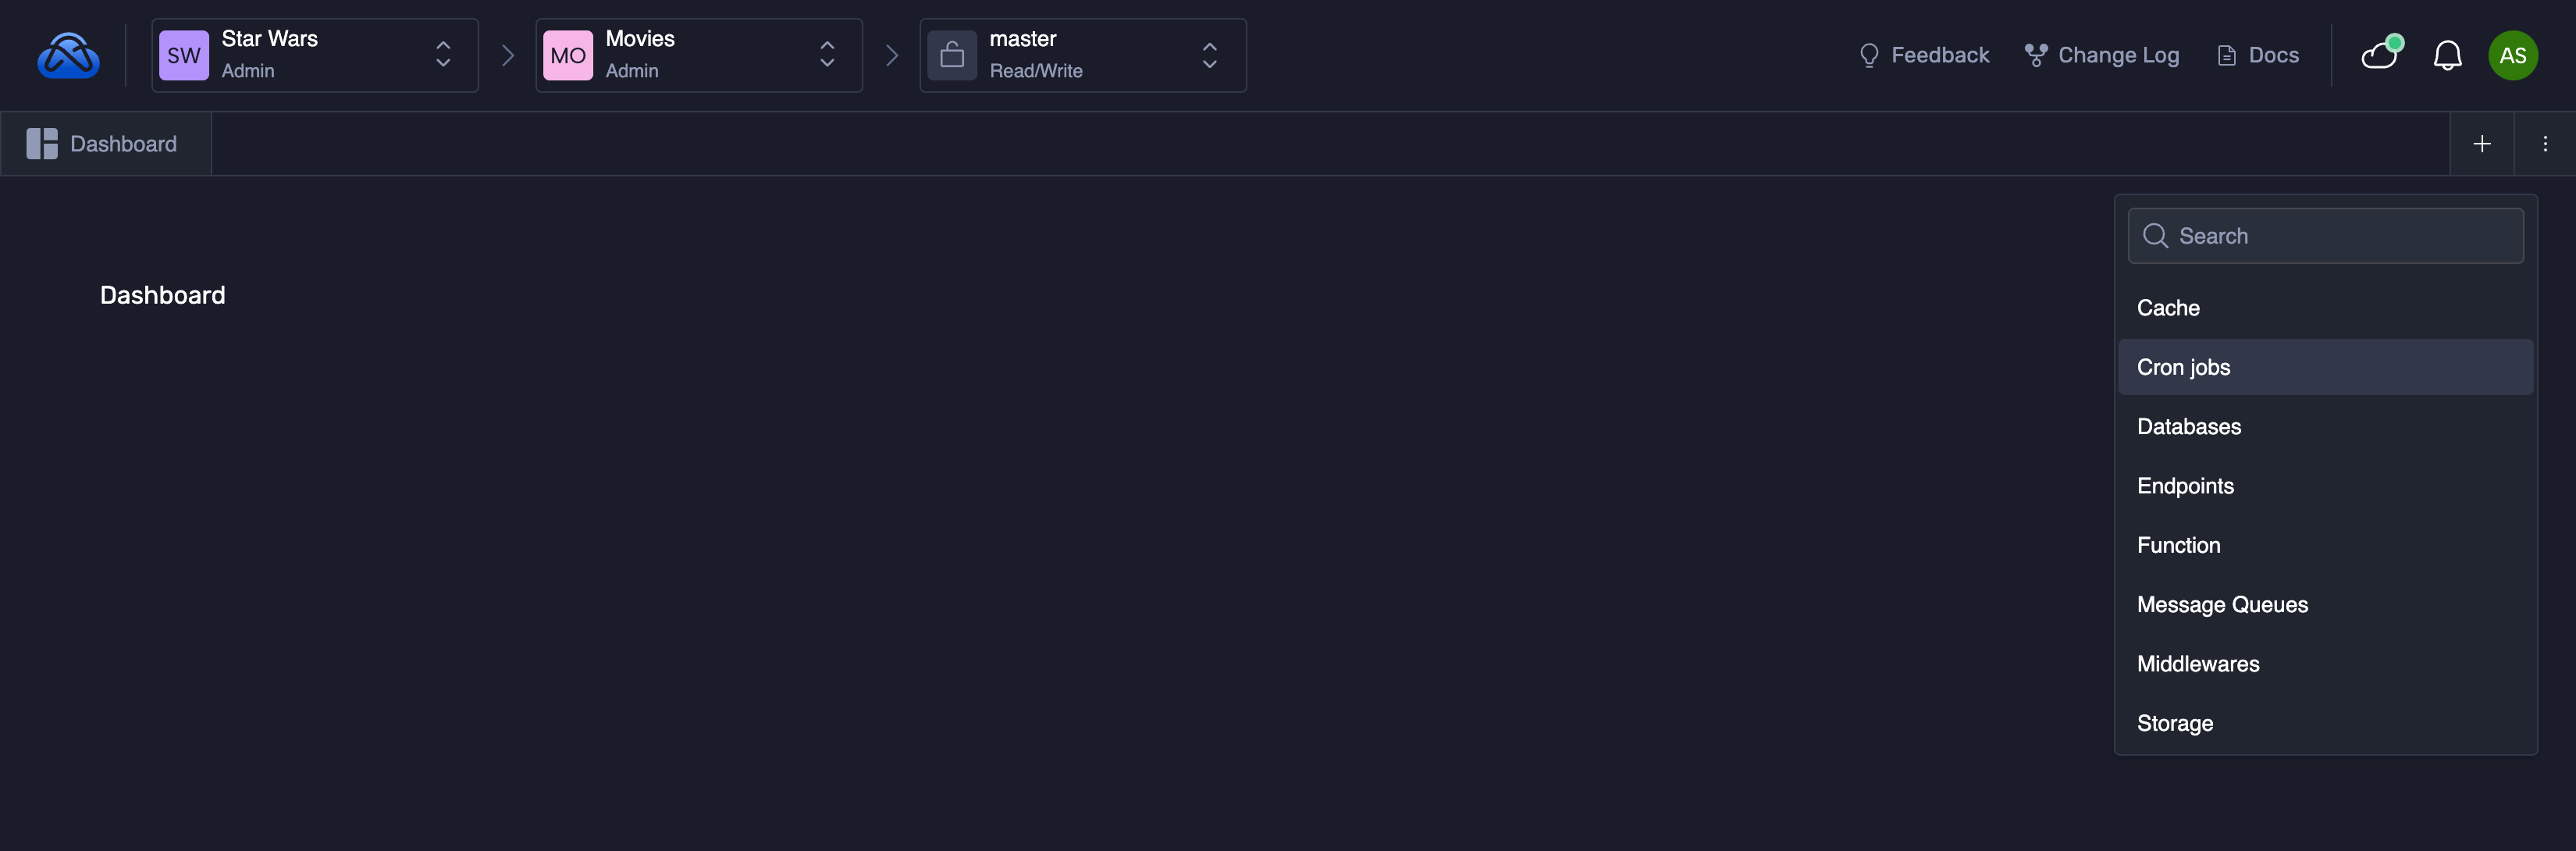 SW Star Wars
Admin
MO Movies
Admin
master
Read/Write
Feedback
Change Log
Docs
AS
Dashboard
Dashboard
Search
Cache
Cron jobs
Databases
Endpoints
Function
Message Queues
Middlewares
Storage